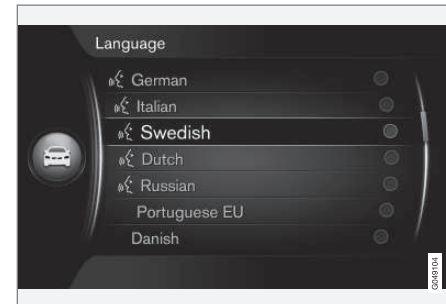 Language
German
Italian
Swedish
Dutch
Russian
Portuguese EU
Danish
G049104